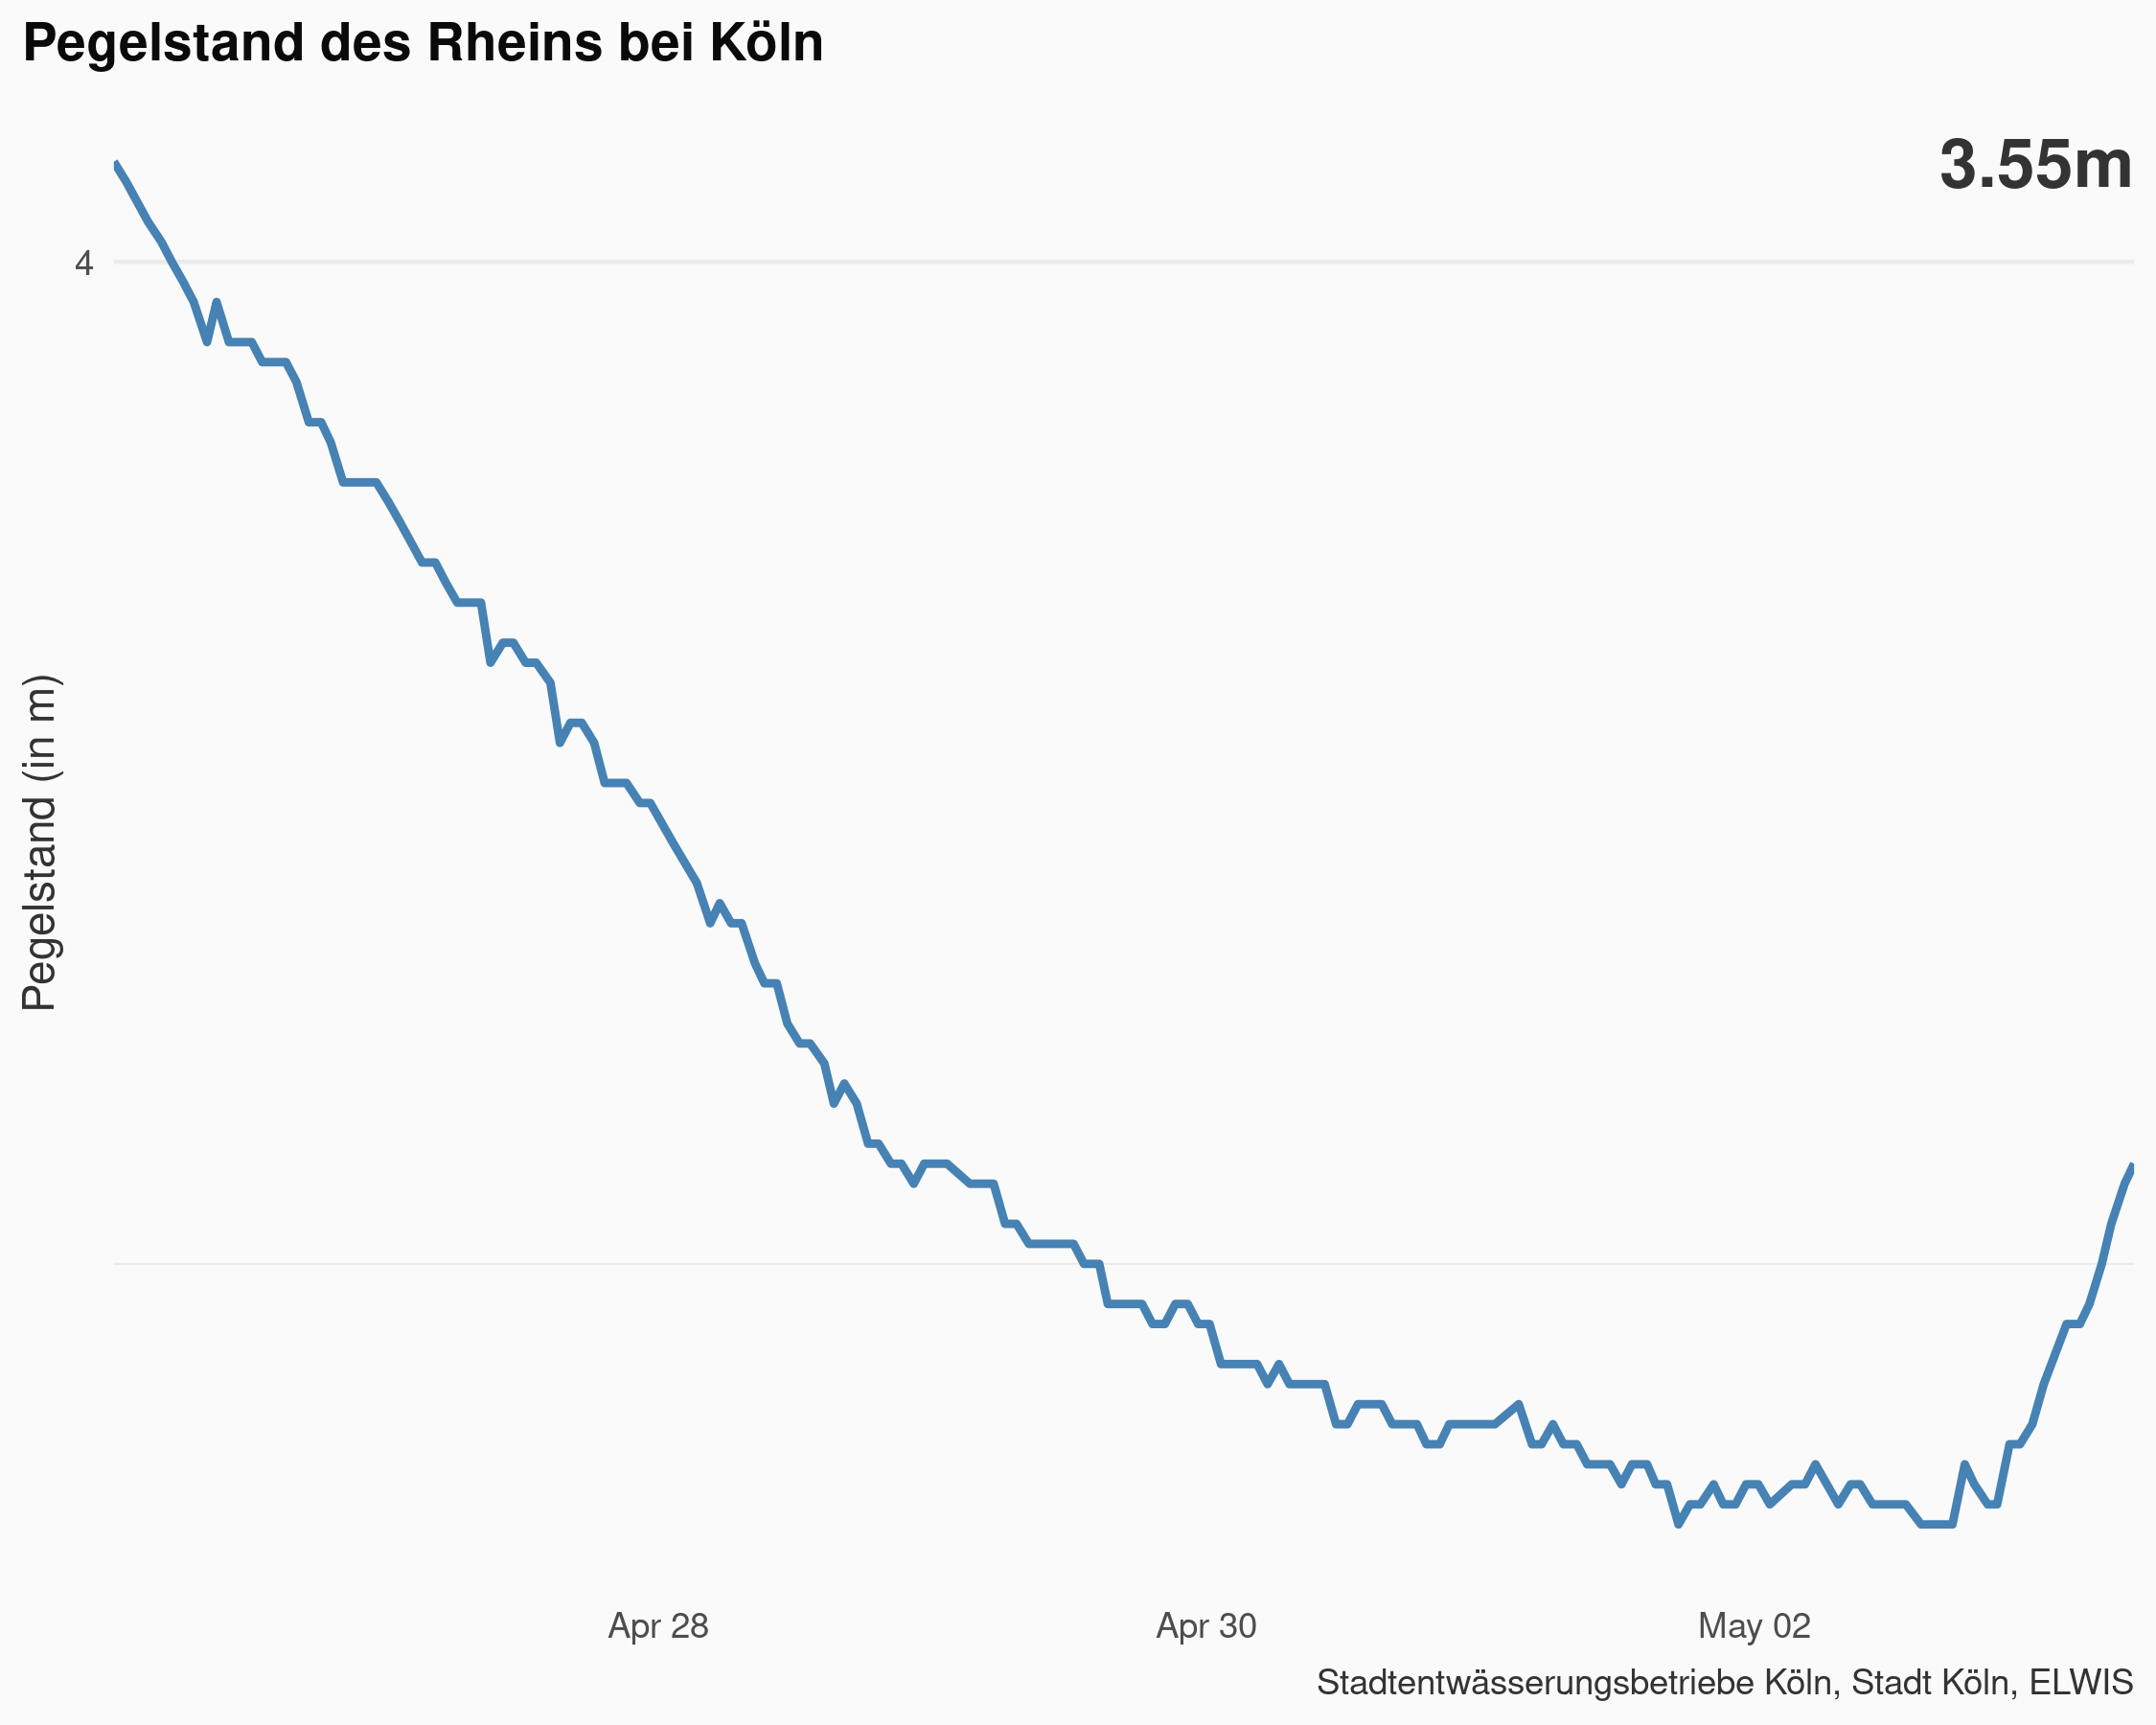 Pegelstand des Rheins bei Köln
3.55m
4
Pegelstand (in m)
Apr 28
Apr 30
May 02
Stadtentwässerungsbetriebe Köln, Stadt Köln, ELWIS